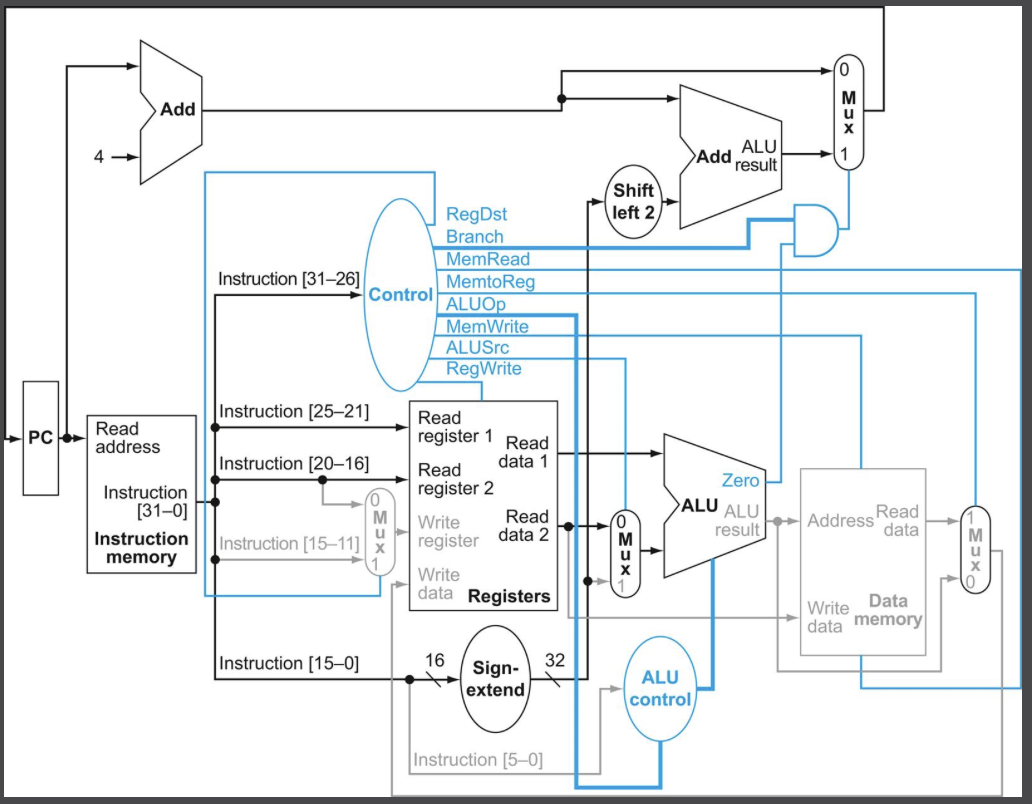 Add
4
0
M
u
x
1
Add
ALU
result
Shift
left 2
RegDst
Branch
MemRead
MemtoReg
ALUOp
MemWrite
ALUSrc
RegWrite
Control
Instruction [31–26]
Instruction [25–21]
Instruction [20–16]
Instruction [15–11]
Instruction [15–0]
Instruction [5–0]
PC
Read
address
Instruction
[31–0]
Instruction
memory
0
M
u
x
1
Read
register 1
Read
register 2
Write
register
Write
data
Read
data 1
Read
data 2
Registers
0
M
u
x
1
Zero
ALU
ALU
result
Address
Read
data
Write
data
Data
memory
1
M
u
x
0
16
Sign-
extend
32
ALU
control